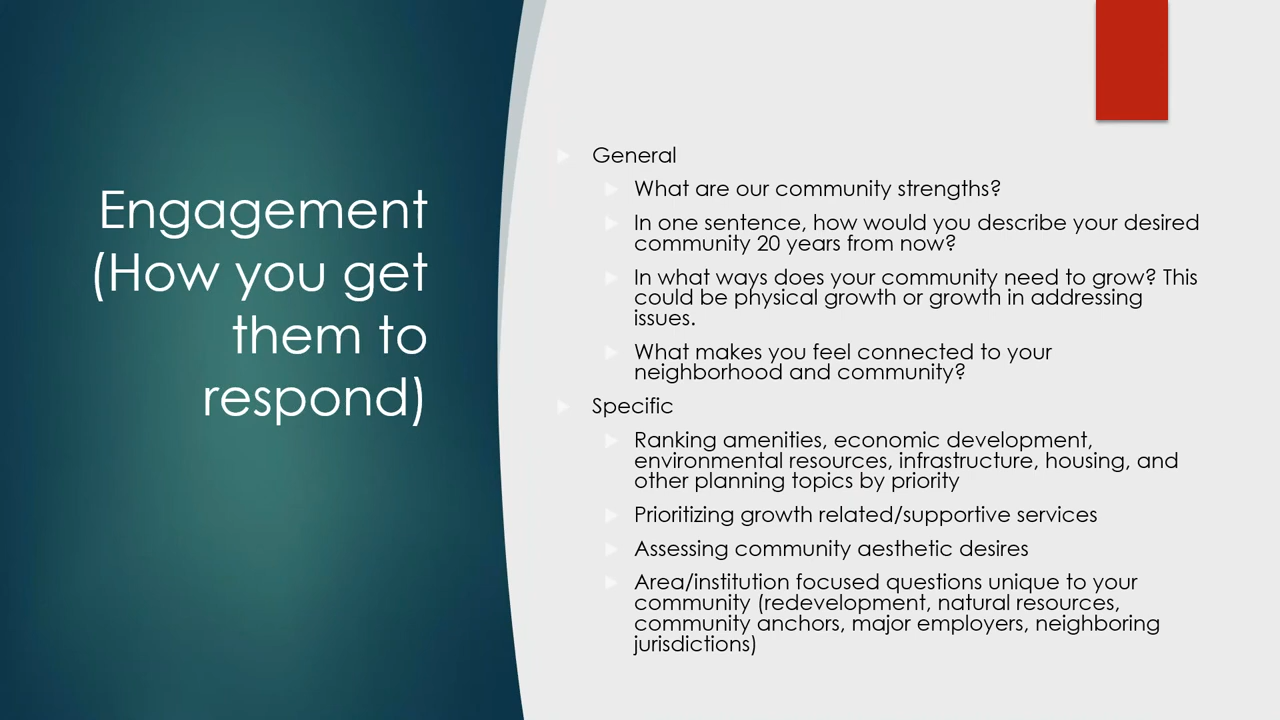 Engagement
(How you get
them to
respond)
General
What are our community strengths?
In one sentence, how would you describe your desired
community 20 years from now?
In what ways does your community need to grow? This
could be physical growth or growth in addressing
issues.
What makes you feel connected to your
neighborhood and community?
Specific
Ranking amenities, economic development,
environmental resources, infrastructure, housing, and
other planning topics by priority
Prioritizing growth related/supportive services
Assessing community aesthetic desires
Area/institution focused questions unique to your
community (redevelopment, natural resources,
community anchors, major employers, neighboring
jurisdictions)